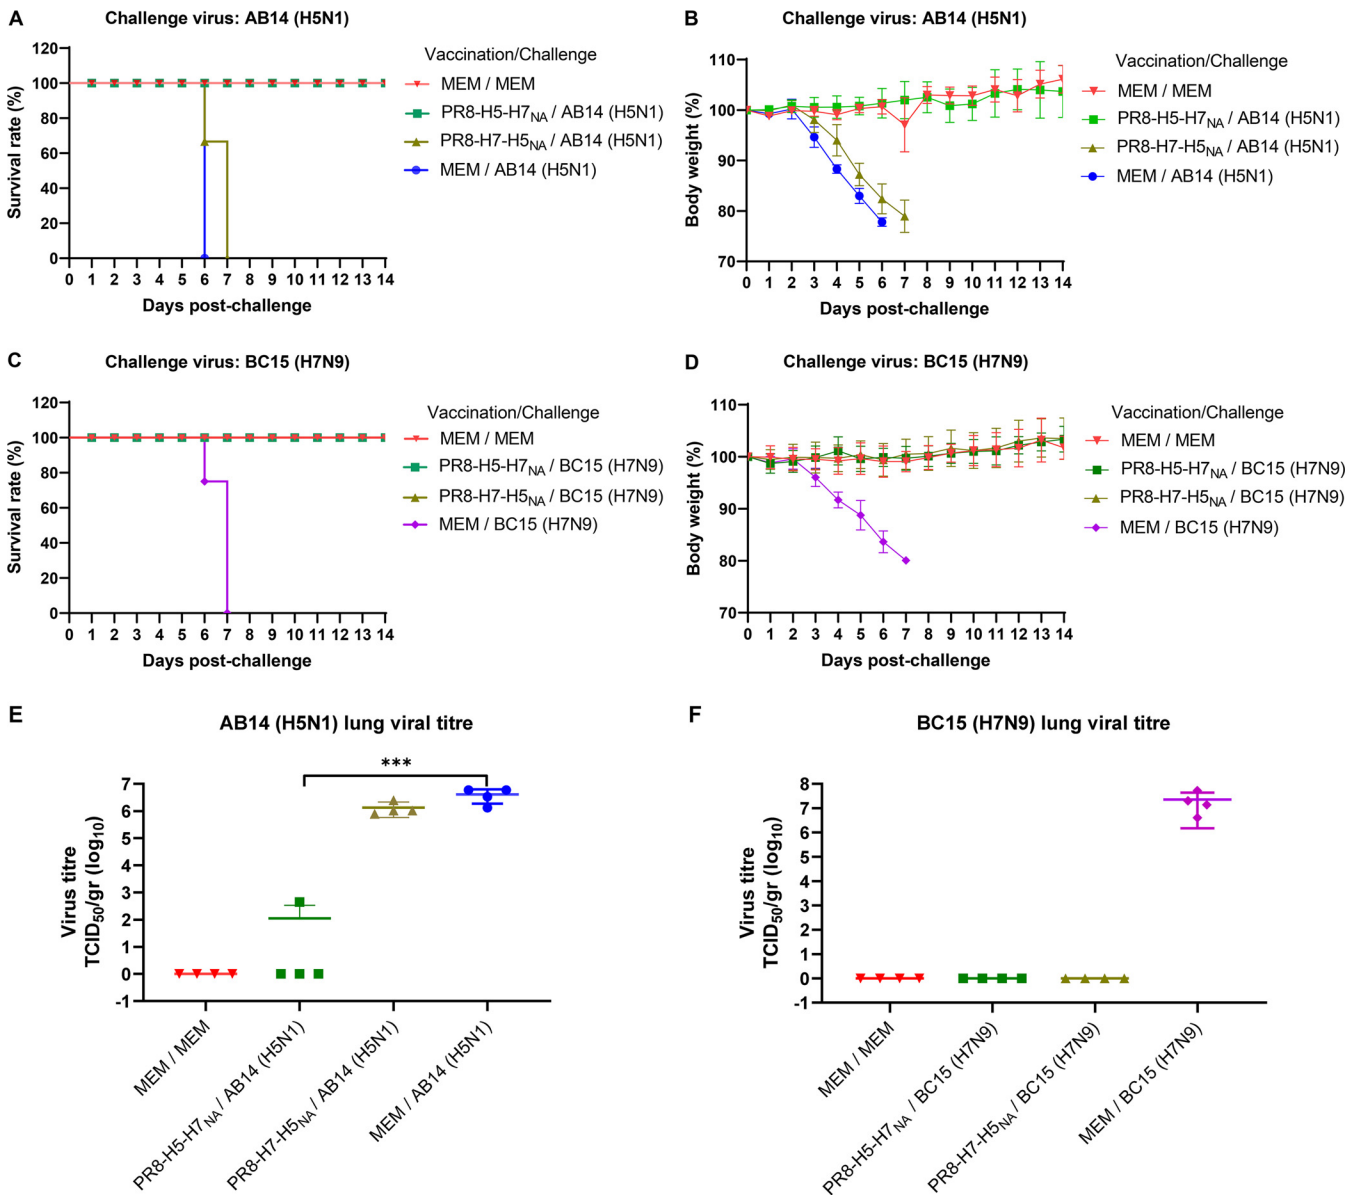 A
Challenge virus: AB14 (H5N1)
120
100
80
60
40
20
0
Survival rate (%)
0 1 2 3 4 5 6 7 8 9 10 11 12 13 14
Days post-challenge
Vaccination/Challenge
MEM / MEM
PR8-H5-H7NA / AB14 (H5N1)
PR8-H7-H5NA / AB14 (H5N1)
MEM / AB14 (H5N1)
B
Challenge virus: AB14 (H5N1)
110
100
90
80
70
Body weight (%)
0 1 2 3 4 5 6 7 8 9 10 11 12 13 14
Days post-challenge
Vaccination/Challenge
MEM / MEM
PR8-H5-H7NA / AB14 (H5N1)
PR8-H7-H5NA / AB14 (H5N1)
MEM / AB14 (H5N1)
C
Challenge virus: BC15 (H7N9)
120
100
80
60
40
20
0
Survival rate (%)
0 1 2 3 4 5 6 7 8 9 10 11 12 13 14
Days post-challenge
Vaccination/Challenge
MEM / MEM
PR8-H5-H7NA / BC15 (H7N9)
PR8-H7-H5NA / BC15 (H7N9)
MEM / BC15 (H7N9)
D
Challenge virus: BC15 (H7N9)
110
100
90
80
70
Body weight (%)
0 1 2 3 4 5 6 7 8 9 10 11 12 13 14
Days post-challenge
Vaccination/Challenge
MEM / MEM
PR8-H5-H7NA / BC15 (H7N9)
PR8-H7-H5NA / BC15 (H7N9)
MEM / BC15 (H7N9)
E
AB14 (H5N1) lung viral titre
***
7
6
5
4
3
2
1
0
-1
Virus titre
TCID50/gr (log10)
MEM / MEM
PR8-H5-H7NA / AB14 (H5N1)
PR8-H7-H5NA / AB14 (H5N1)
MEM / AB14 (H5N1)
F
BC15 (H7N9) lung viral titre
8
7
6
5
4
3
2
1
0
-1
Virus titre
TCID50/gr (log10)
MEM / MEM
PR8-H5-H7NA / BC15 (H7N9)
PR8-H7-H5NA / BC15 (H7N9)
MEM / BC15 (H7N9)